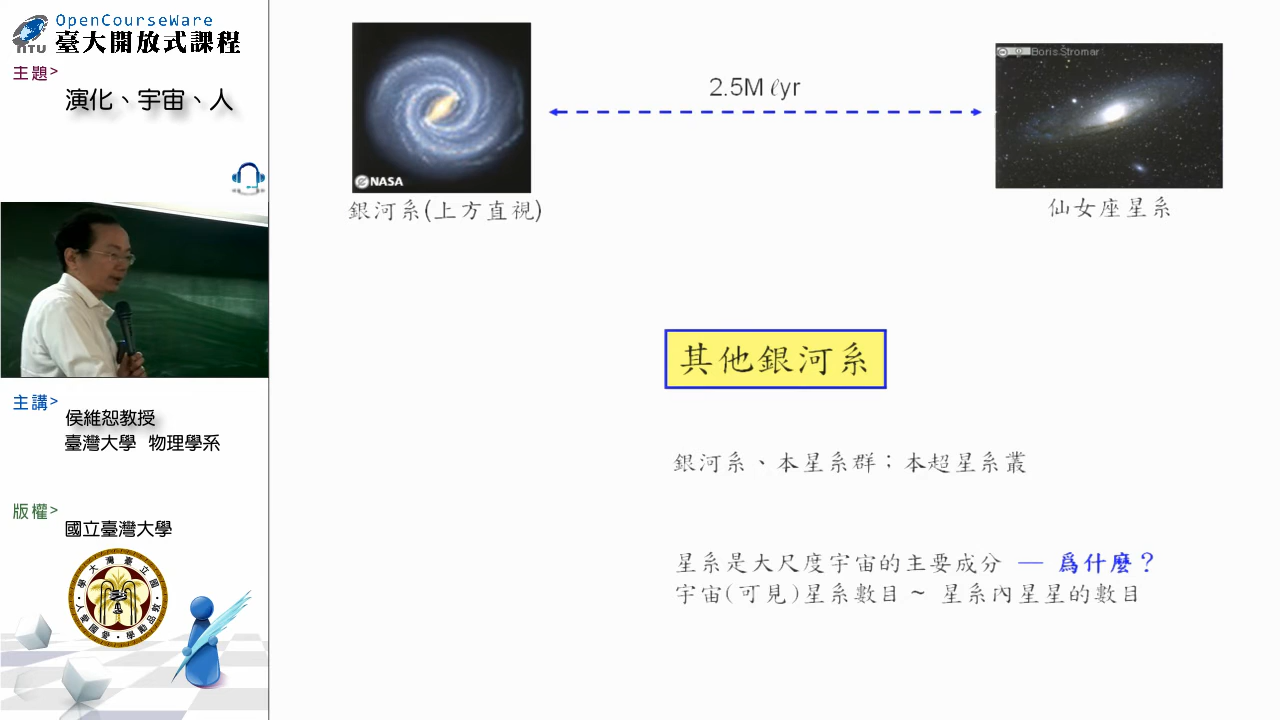 OpenCourseWare
NTU 臺大開放式課程
主題>
演化、宇宙、人
主講>
侯維恕教授
臺灣大學 物理學系
版權>
國立臺灣大學
2.5M ℓyr
NASA
Boris Štromar
銀河系(上方直視)
仙女座星系
其他銀河系
銀河系、本星系群；本超星系叢
星系是大尺度宇宙的主要成分 — 爲什麼？
宇宙(可見)星系數目 ~ 星系內星星的數目